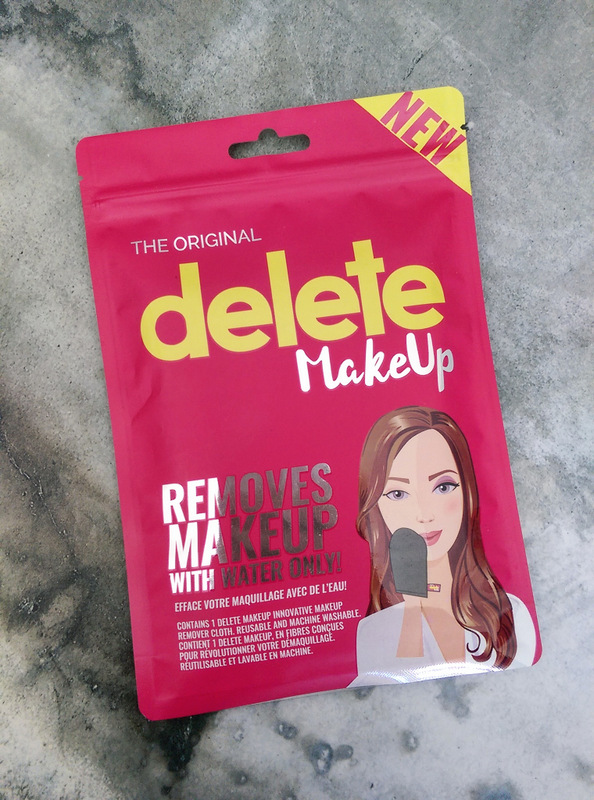 NEW
THE ORIGINAL
delete
MakeUp
REMOVES
MAKEUP
WITH WATER ONLY!
EFFACE VOTRE MAQUILLAGE AVEC DE L'EAU!
CONTAINS 1 DELETE MAKEUP INNOVATIVE MAKEUP
REMOVER CLOTH. REUSABLE AND MACHINE WASHABLE.
CONTIENT 1 DELETE MAKEUP, EN FIBRES CONÇUES
POUR RÉVOLUTIONNER VOTRE DÉMAQUILLAGE.
RÉUTILISABLE ET LAVABLE EN MACHINE.